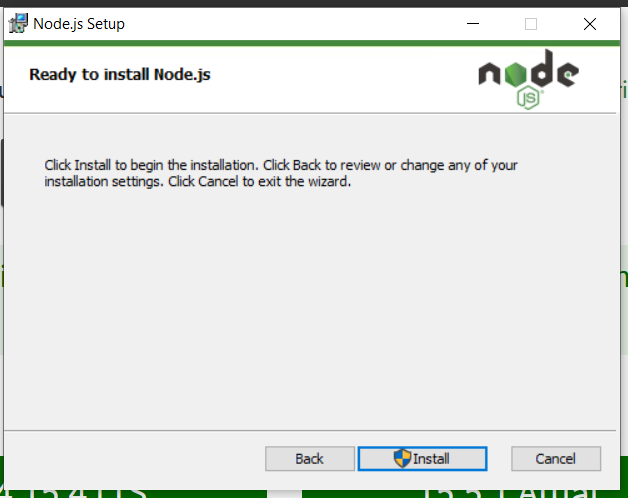 Node.js Setup
Ready to install Node.js
node
JS
Click Install to begin the installation. Click Back to review or change any of your
installation settings. Click Cancel to exit the wizard.
Back
Install
Cancel